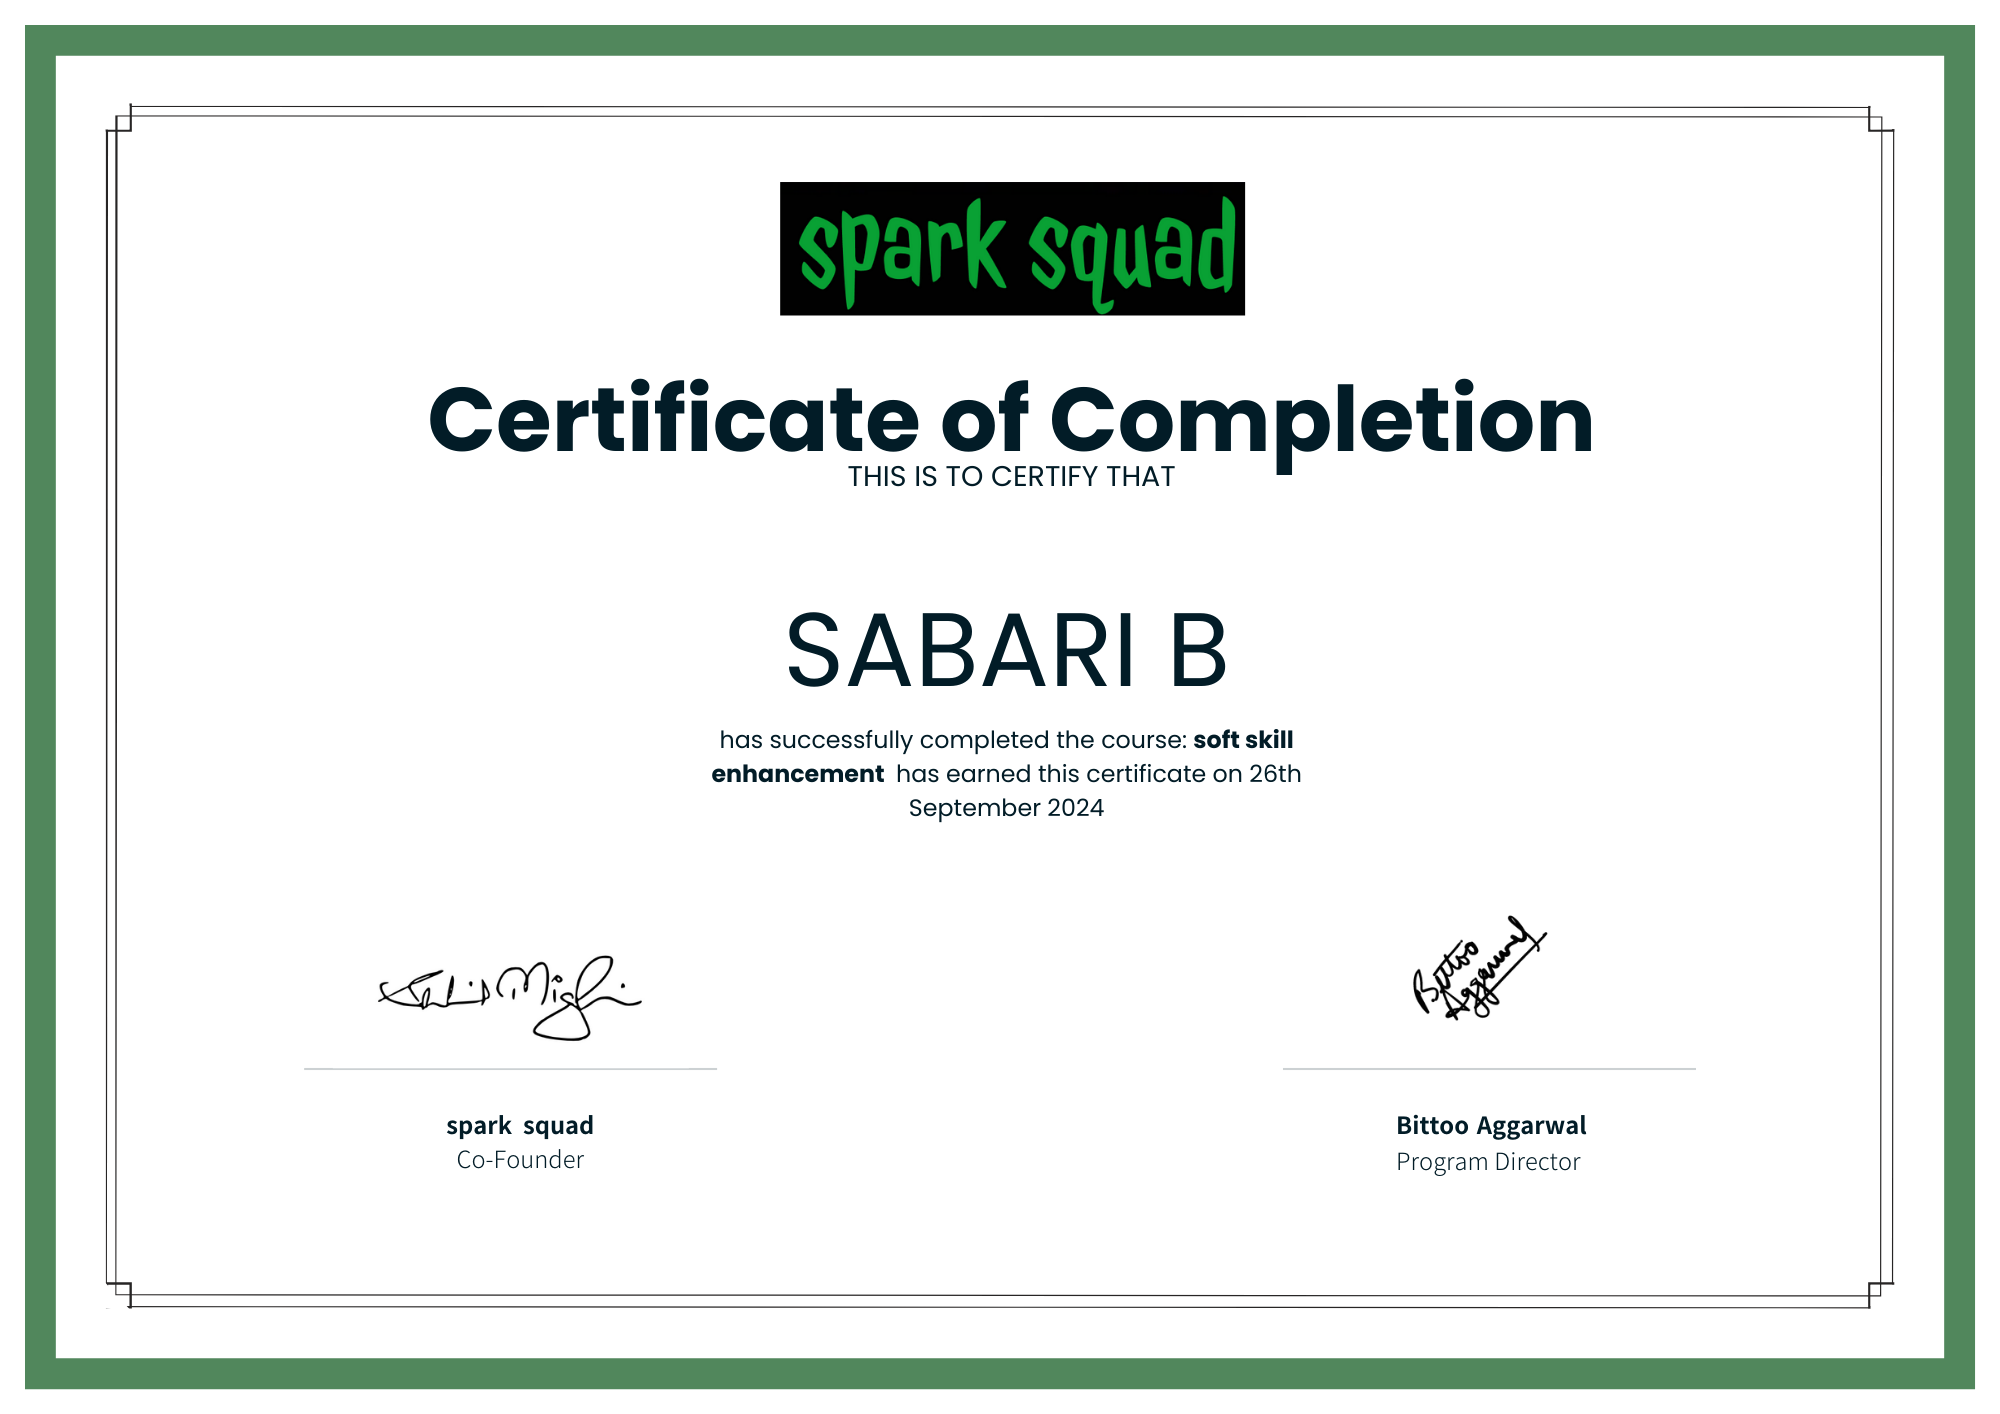 spark squad
Certificate of Completion
THIS IS TO CERTIFY THAT
SABARI B
has successfully completed the course: soft skill
enhancement has earned this certificate on 26th
September 2024
Bittoo
Aggarwal
spark squad
Co-Founder
Bittoo Aggarwal
Program Director